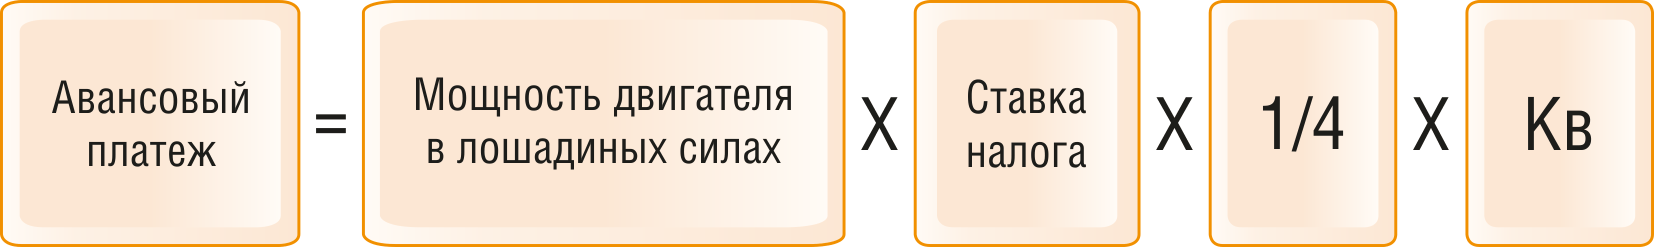 Авансовый
платеж
=
Мощность двигателя
в лошадиных силах
X
Ставка
налога
X
1/4
X
Кв